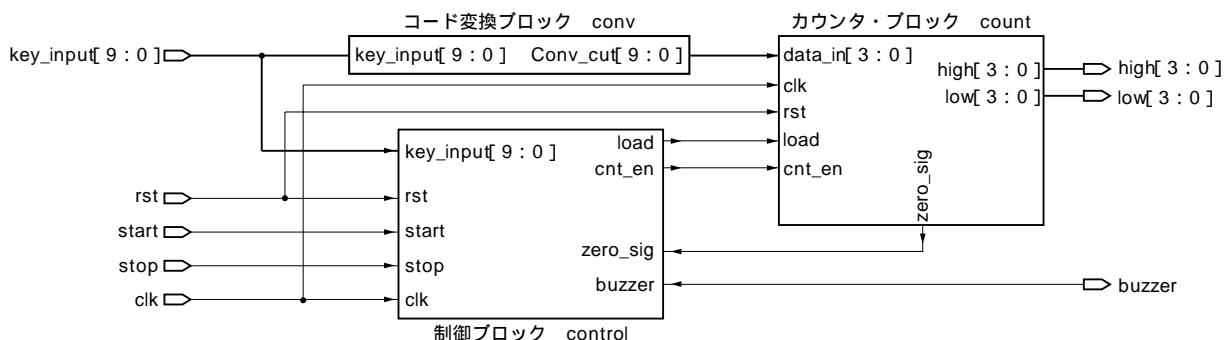 コード変換ブロック conv
カウンタ・ブロック count
key_input[ 9 : 0 ]
key_input[ 9 : 0 ] Conv_cut[ 9 : 0 ]
data_in[ 3 : 0 ]
high[ 3 : 0 ]
high[ 3 : 0 ]
clk
low[ 3 : 0 ]
low[ 3 : 0 ]
rst
load
load
key_input[ 9 : 0 ]
cnt_en
cnt_en
zero_sig
rst
rst
start
start
zero_sig
stop
stop
buzzer
buzzer
clk
clk
制御ブロック control